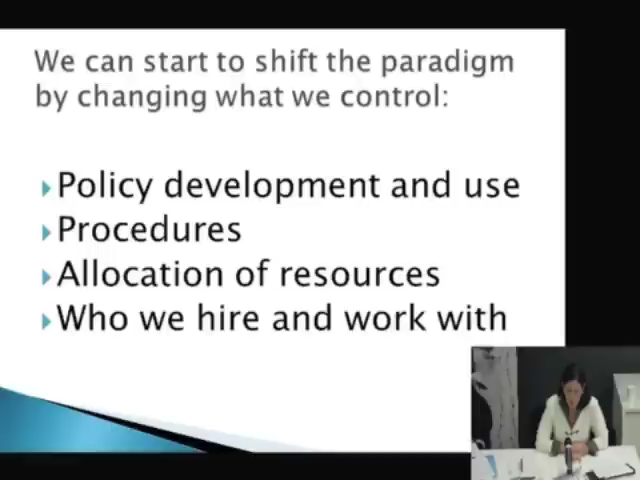 We can start to shift the paradigm
by changing what we control:
Policy development and use
Procedures
Allocation of resources
Who we hire and work with